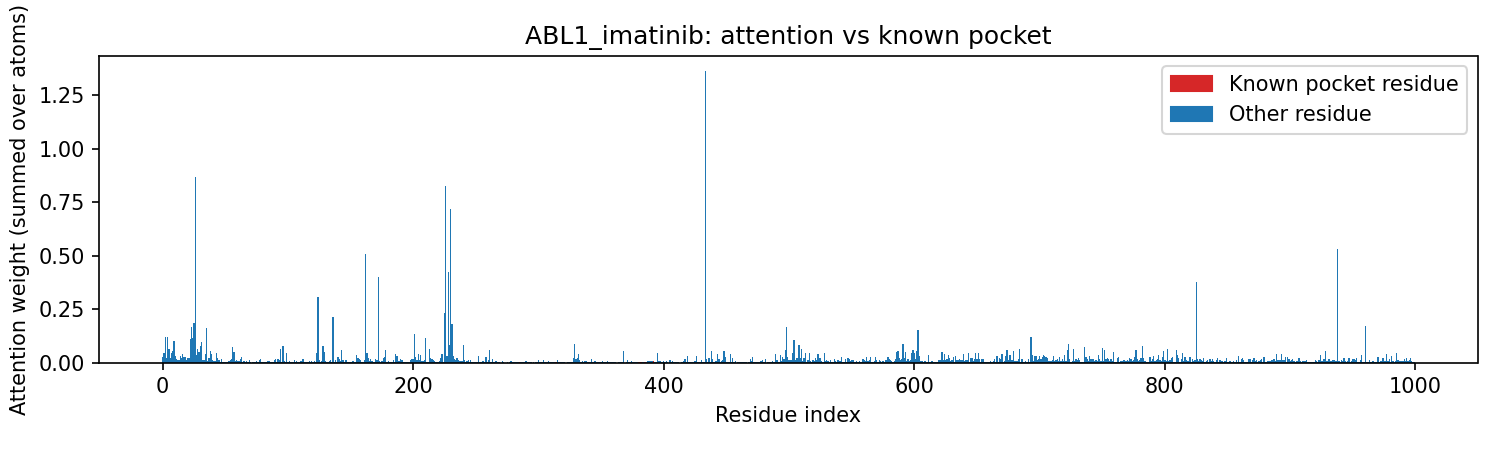 ABL1_imatinib: attention vs known pocket
Attention weight (summed over atoms)
1.25
1.00
0.75
0.50
0.25
0.00
Known pocket residue
Other residue
0 200 400 600 800 1000
Residue index